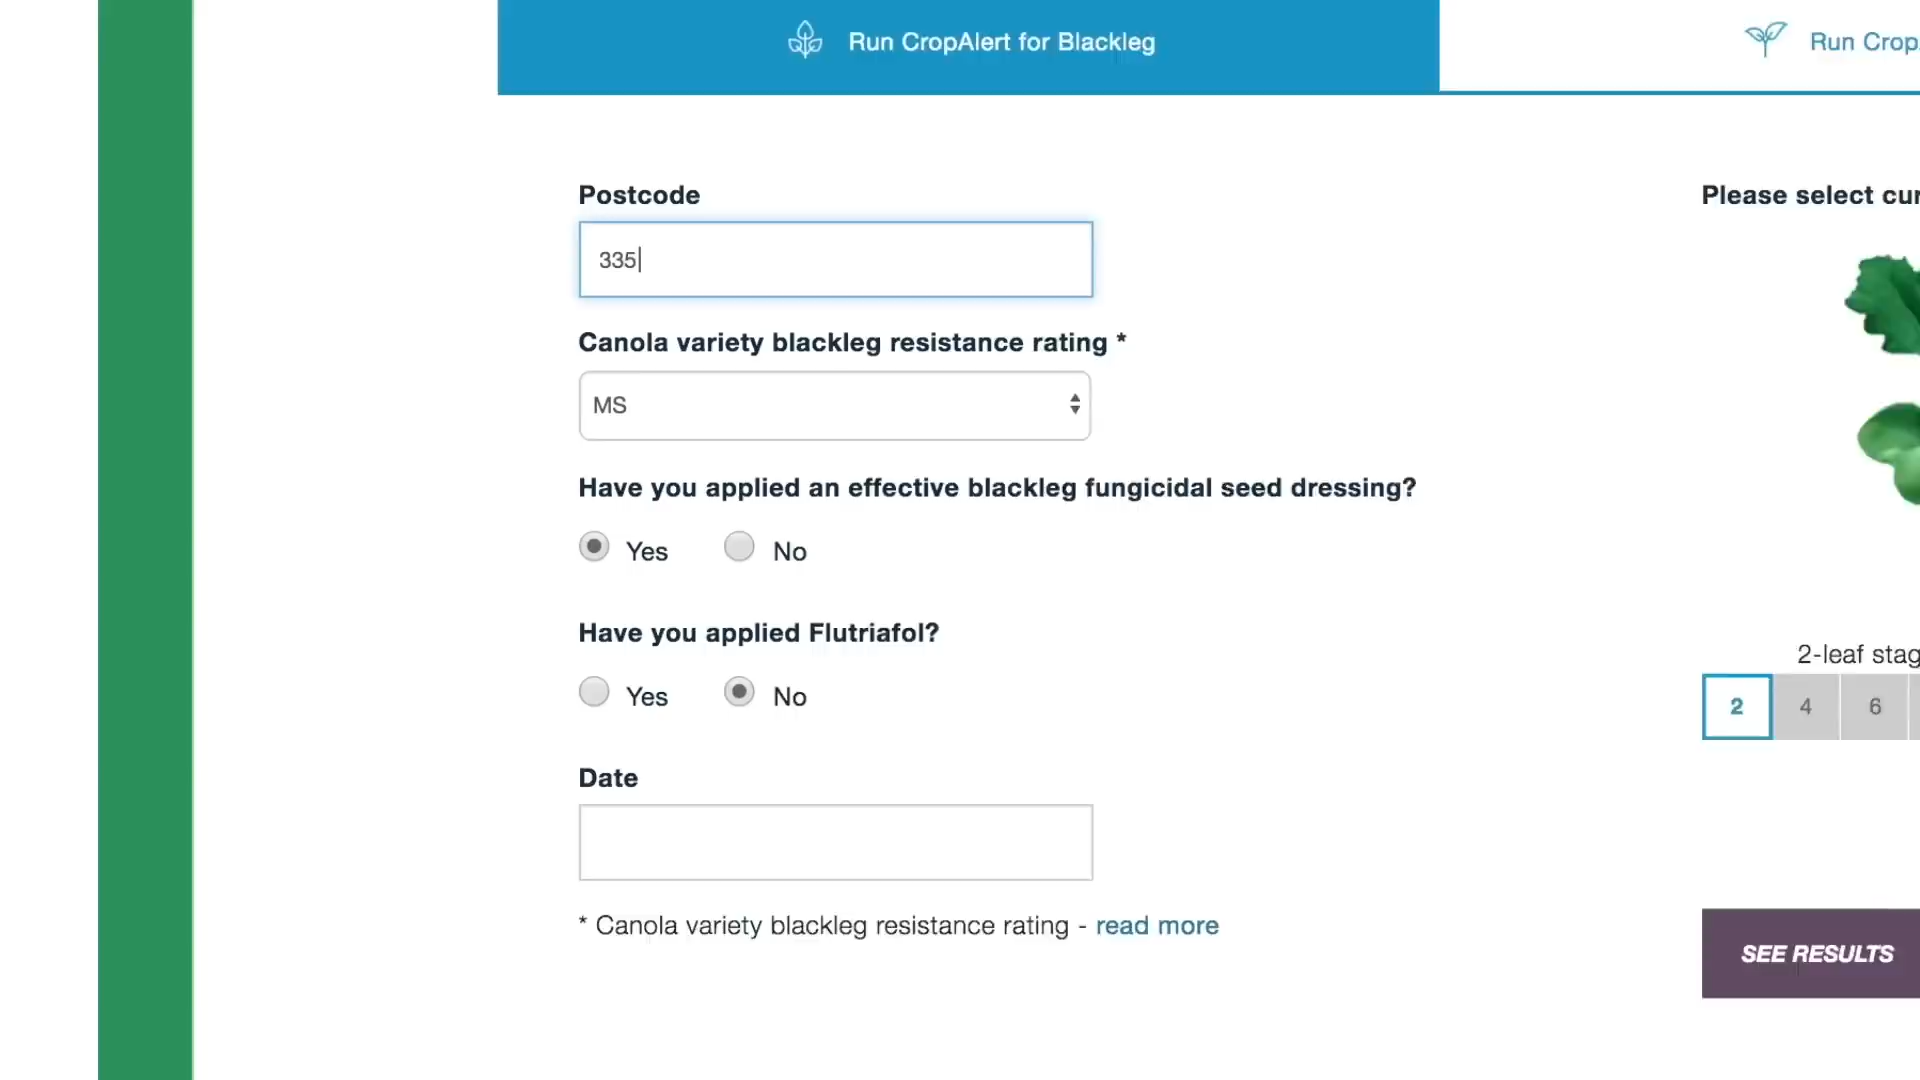 Run CropAlert for Blackleg
Run Crop
Postcode
335
Canola variety blackleg resistance rating *
MS
Have you applied an effective blackleg fungicidal seed dressing?
Yes No
Have you applied Flutriafol?
Yes No
Date
* Canola variety blackleg resistance rating - read more
Please select cur
2-leaf stag
2 4 6
SEE RESULTS